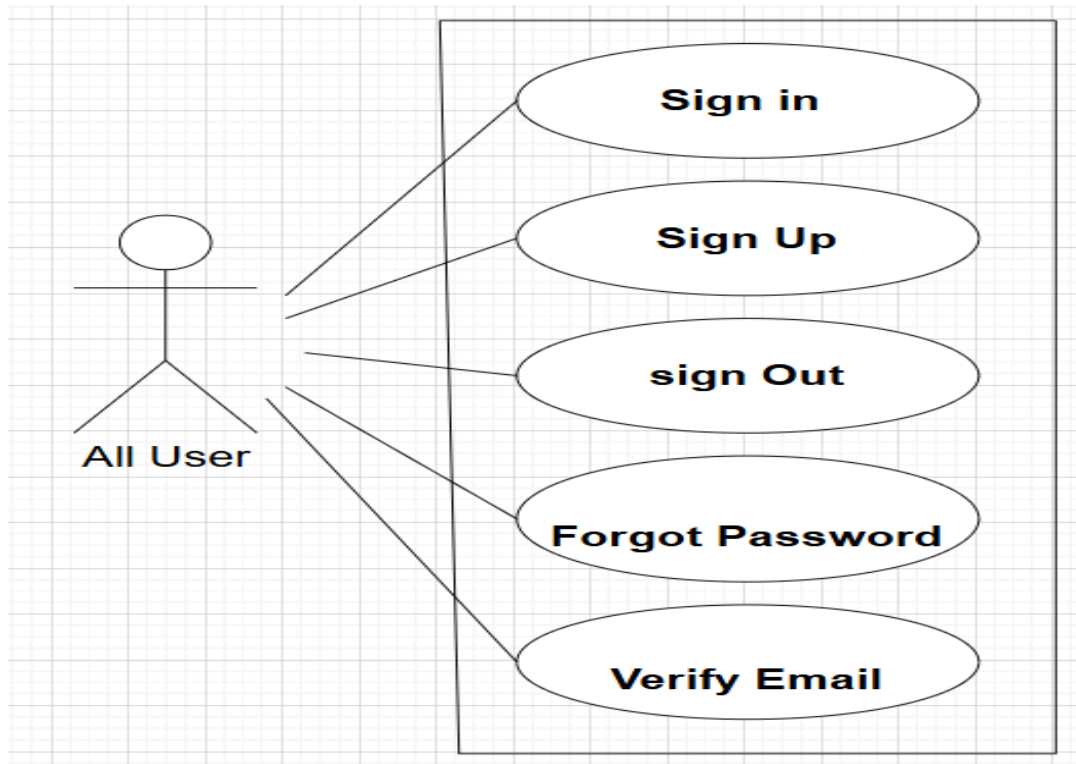 Sign in
Sign Up
sign Out
All User
Forgot Password
Verify Email